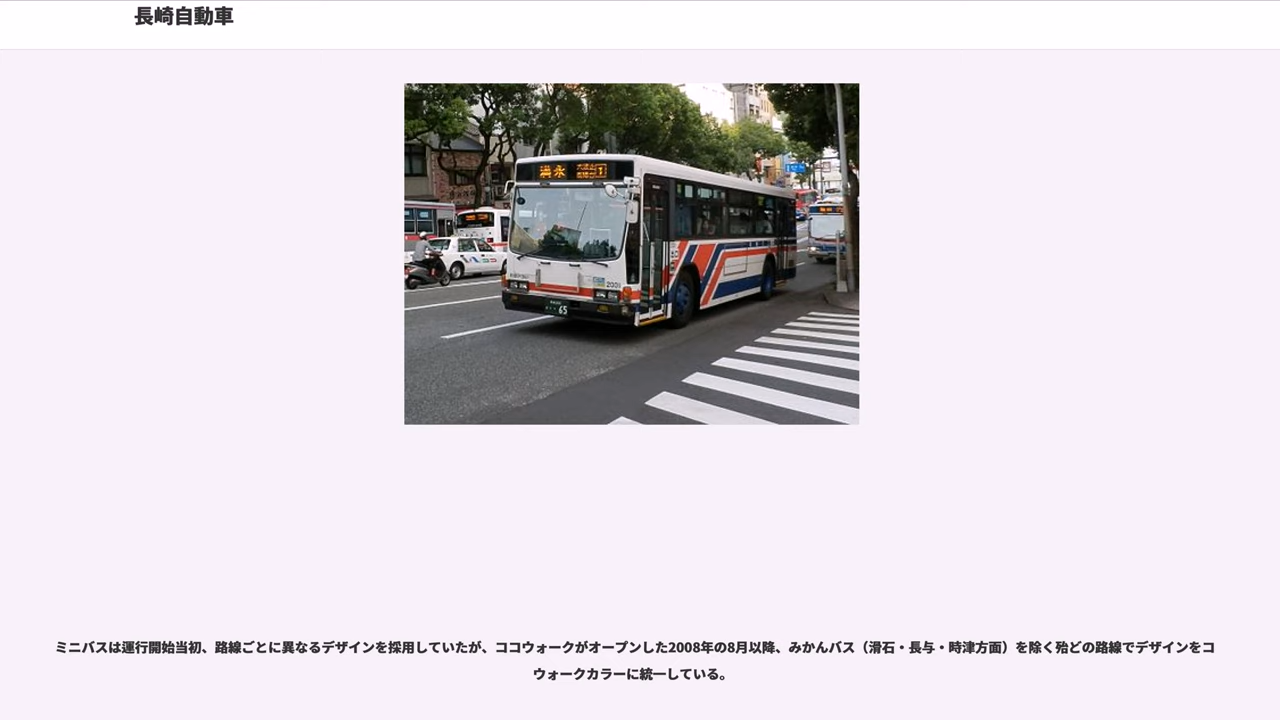 長崎自動車
2001
65
ミニバスは運行開始当初、路線ごとに異なるデザインを採用していたが、ココウォークがオープンした2008年の8月以降、みかんバス（滑石・長与・時津方面）を除く殆どの路線でデザインをコ
ウォークカラーに統一している。